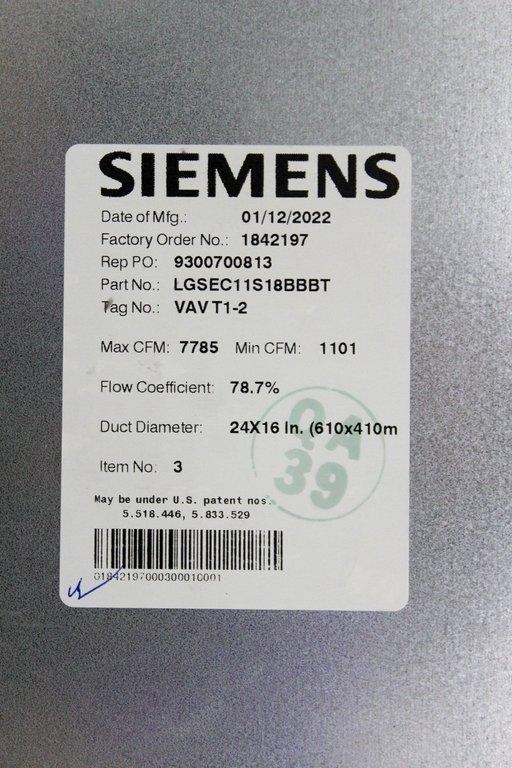 SIEMENS
Date of Mfg.: 01/12/2022
Factory Order No.: 1842197
Rep PO: 9300700813
Part No.: LGSEC11S18BBBT
Tag No.: VAV T1-2
Max CFM: 7785 Min CFM: 1101
Flow Coefficient: 78.7%
Duct Diameter: 24X16 In. (610x410m
QA
39
Item No: 3
May be under U.S. patent nos.
5.518.446, 5.833.529
01842197000300010001